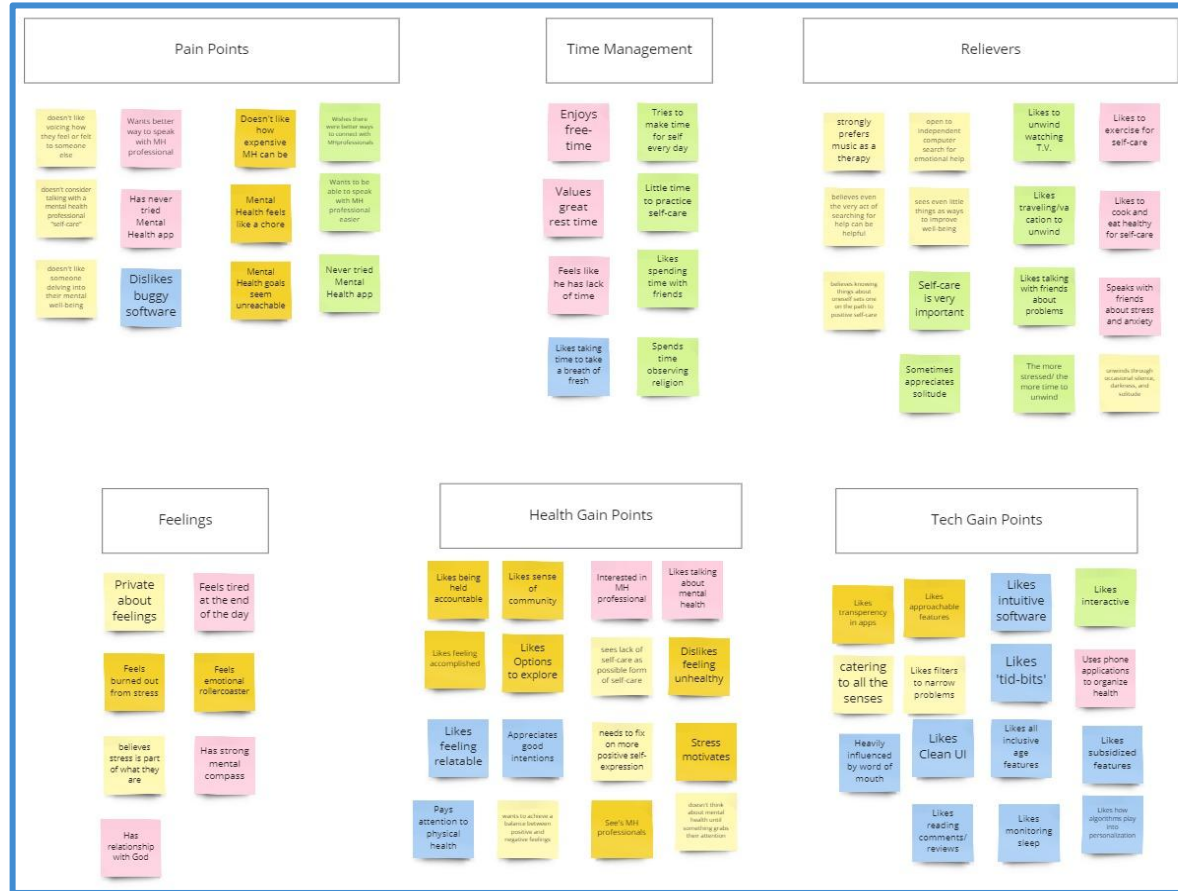 Pain Points
doesn't like
voicing how
they feel or felt
to someone
else
Wants better
way to speak
with MH
professional
Doesn't like
how
expensive MH
can be
Wishes there
were better ways
to connect with
MHprofessionals
doesn't consider
talking with a
mental health
professional
"self-care"
Has never
tried
Mental
Health app
Mental
Health feels
like a chore
Wants to be
able to speak
with MH
professional
easier
doesn't like
someone
delving into
their mental
well-being
Dislikes
buggy
software
Mental
Health goals
seem
unreachable
Never tried
Mental
Health app
Time Management
Enjoys
free-
time
Tries to
make time
for self
every day
Values
great
rest time
Little time
to practice
self-care
Feels like
he has lack
of time
Likes
spending
time with
friends
Likes taking
time to take
a breath of
fresh
Spends
time
observing
religion
Relievers
strongly
prefers
music as a
therapy
open to
independent
computer
search for
emotional help
Likes to
unwind
watching
T.V.
Likes to
exercise for
self-care
believes even
the very act of
searching for
help can be
helpful
sees even little
things as ways
to improve
well-being
Likes
traveling/va
cation to
unwind
Likes to
cook and
eat healthy
for self-care
believes knowing
things about
oneself sets one
on the path to
positive self-care
Self-care
is very
important
Likes talking
with friends
about
problems
Speaks with
friends
about stress
and anxiety
Sometimes
appreciates
solitude
The more
stressed/ the
more time to
unwind
unwinds through
occasional silence,
darkness, and
solitude
Feelings
Private
about
feelings
Feels tired
at the end
of the day
Feels
burned out
from stress
Feels
emotional
rollercoaster
believes
stress is part
of what they
are
Has strong
mental
compass
Has
relationship
with God
Health Gain Points
Likes being
held
accountable
Likes sense
of
community
Interested in
MH
professional
Likes talking
about
mental
health
Likes feeling
accomplished
Likes
Options
to explore
sees lack of
self-care as
possible form
of self-care
Dislikes
feeling
unhealthy
Likes
feeling
relatable
Appreciates
good
intentions
needs to fix
on more
positive self-
expression
Stress
motivates
Pays
attention to
physical
health
wants to achieve a
balance between
positive and
negative feelings
See's MH
professionals
doesn't think
about mental
health until
something grabs
their attention
Tech Gain Points
Likes
transparency
in apps
Likes
approachable
features
Likes
intuitive
software
Likes
interactive
catering
to all the
senses
Likes filters
to narrow
problems
Likes
'tid-bits'
Uses phone
applications
to organize
health
Heavily
influenced
by word of
mouth
Likes
Clean UI
Likes all
inclusive
age
features
Likes
subsidized
features
Likes
reading
comments/
reviews
Likes
monitoring
sleep
Likes how
algorithms play
into
personalization